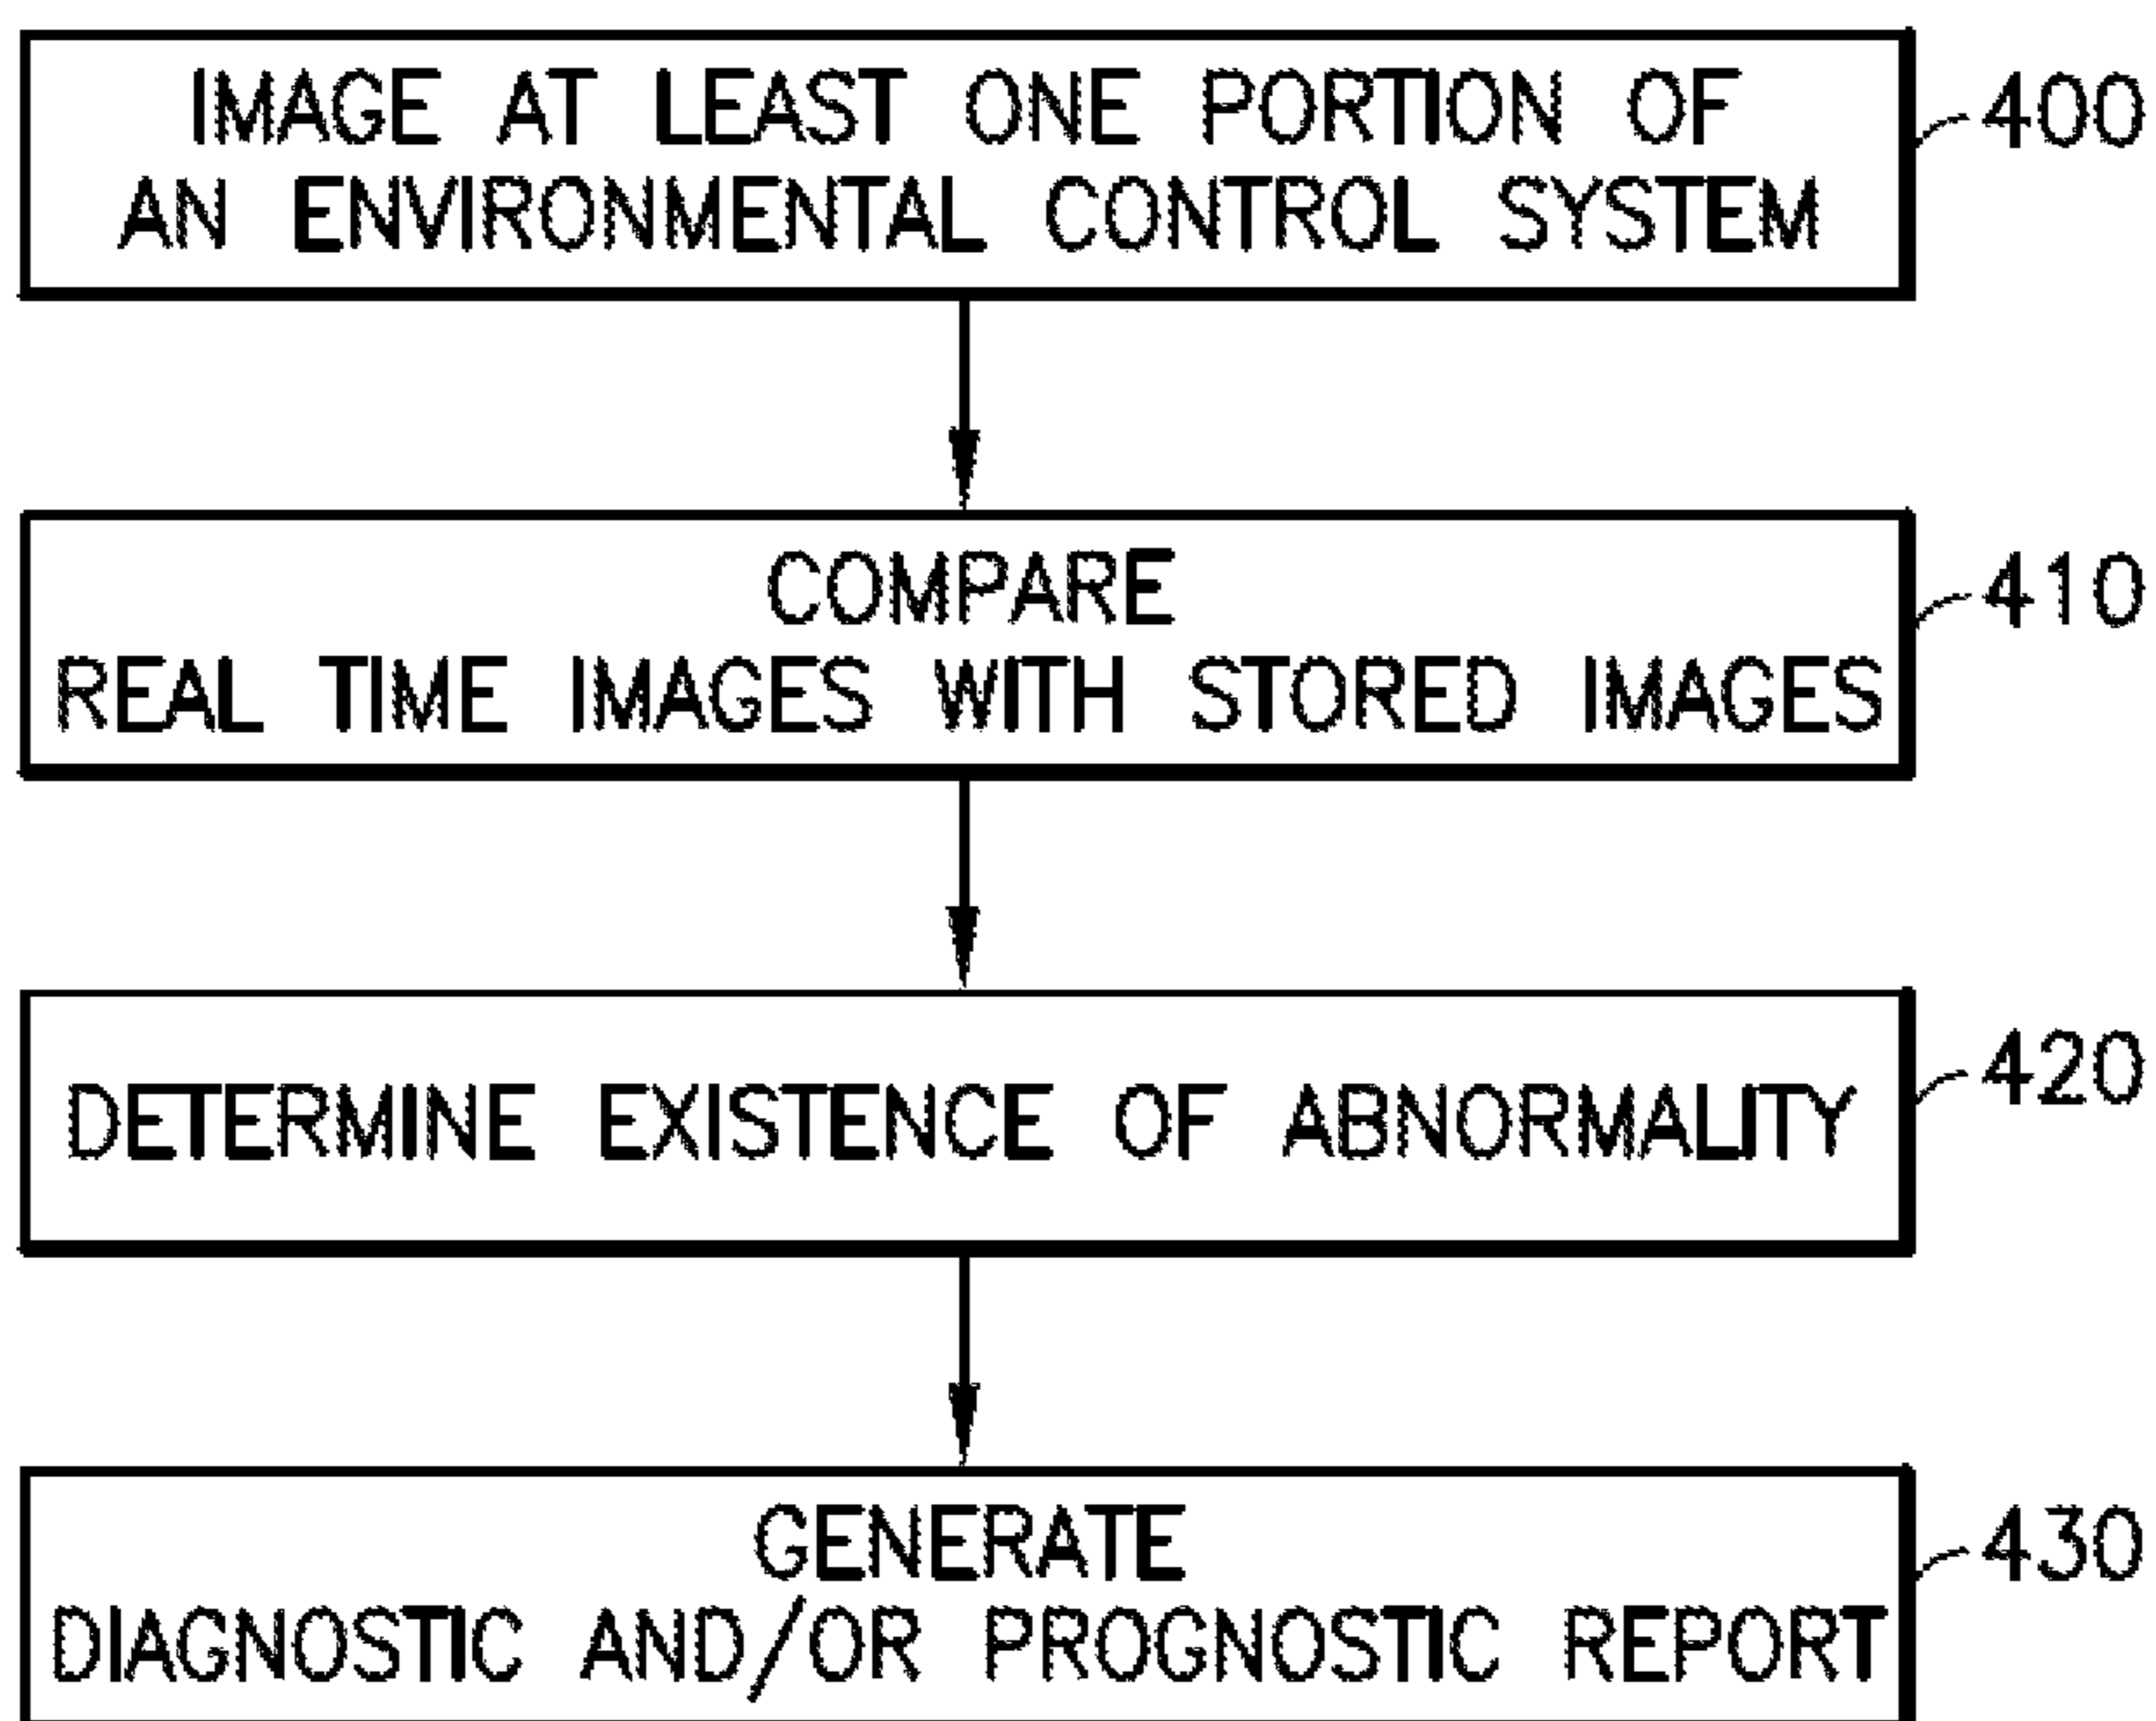 IMAGE AT LEAST ONE PORTION OF
AN ENVIRONMENTAL CONTROL SYSTEM
400
COMPARE
REAL TIME IMAGES WITH STORED IMAGES
410
DETERMINE EXISTENCE OF ABNORMALITY
420
GENERATE
DIAGNOSTIC AND/OR PROGNOSTIC REPORT
430